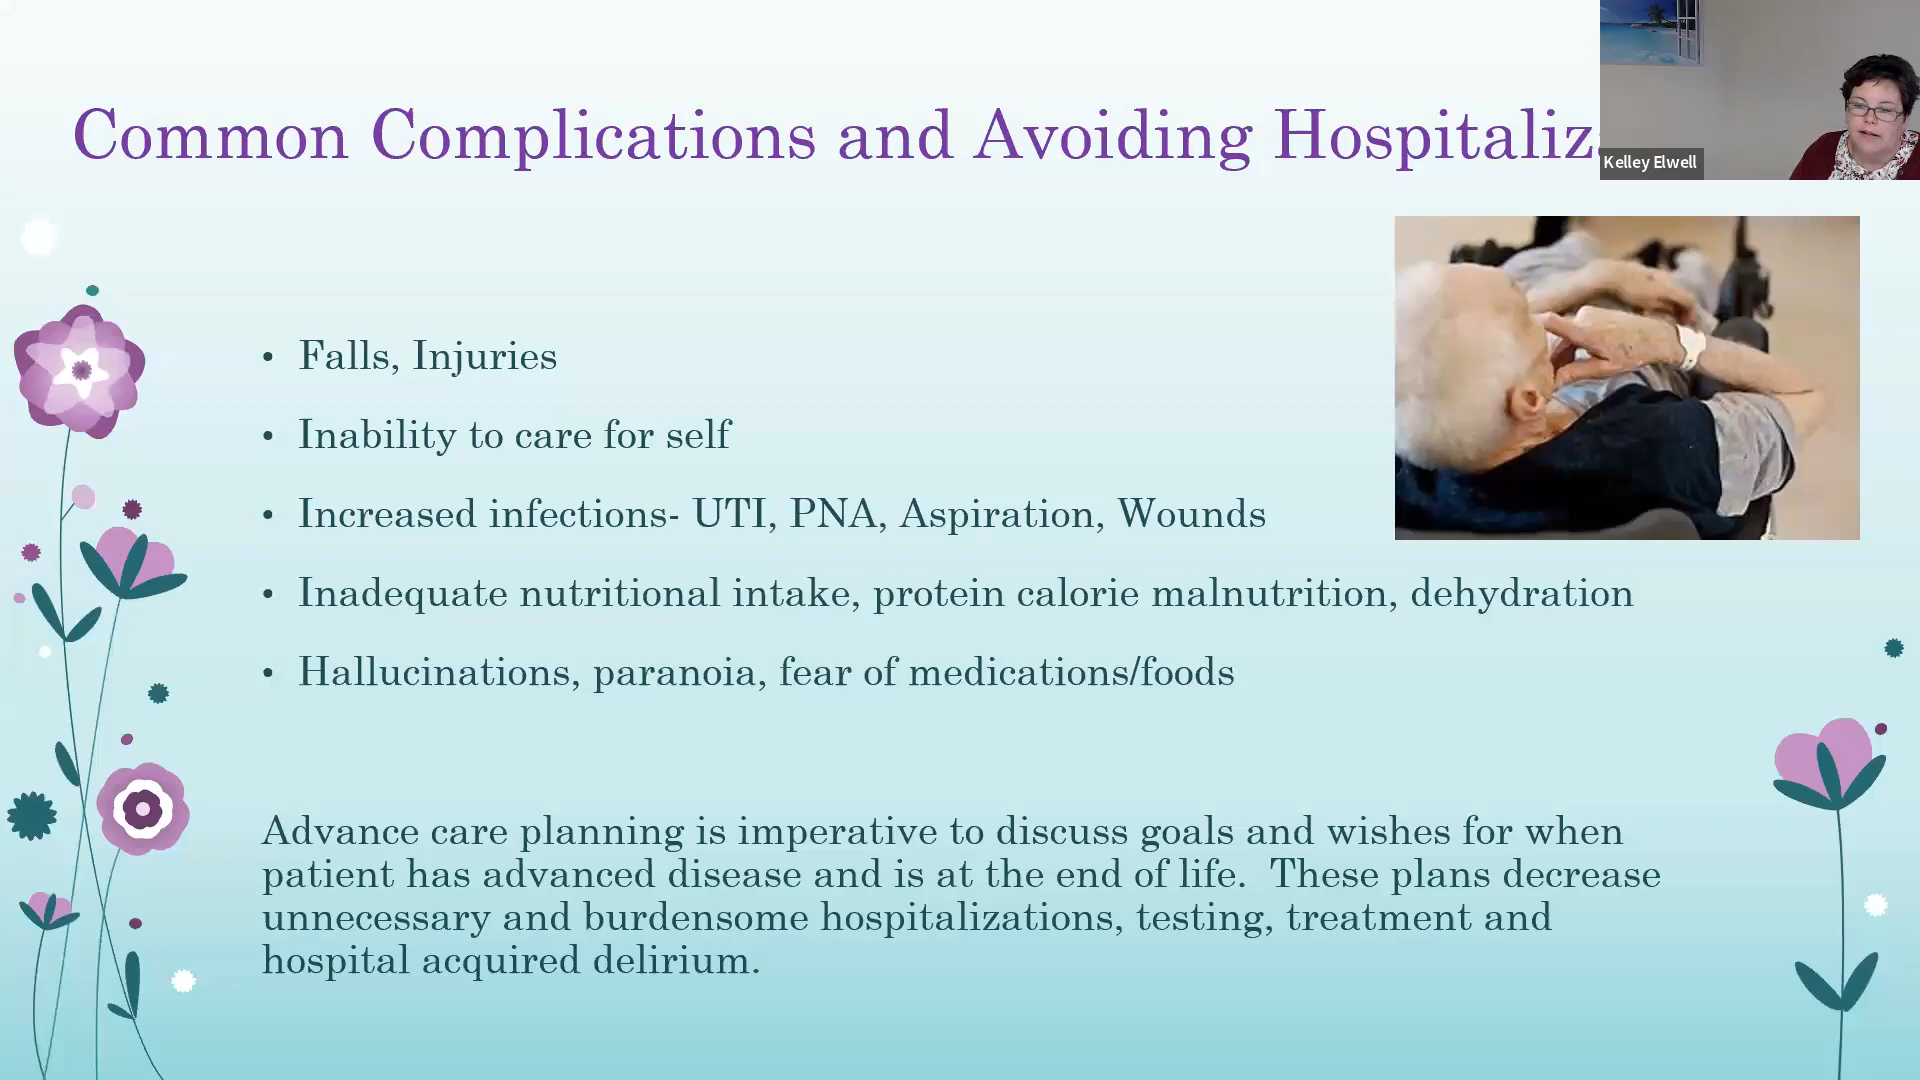 Common Complications and Avoiding Hospitaliz
Kelley Elwell
• Falls, Injuries
• Inability to care for self
• Increased infections- UTI, PNA, Aspiration, Wounds
• Inadequate nutritional intake, protein calorie malnutrition, dehydration
• Hallucinations, paranoia, fear of medications/foods
Advance care planning is imperative to discuss goals and wishes for when
patient has advanced disease and is at the end of life.  These plans decrease
unnecessary and burdensome hospitalizations, testing, treatment and
hospital acquired delirium.